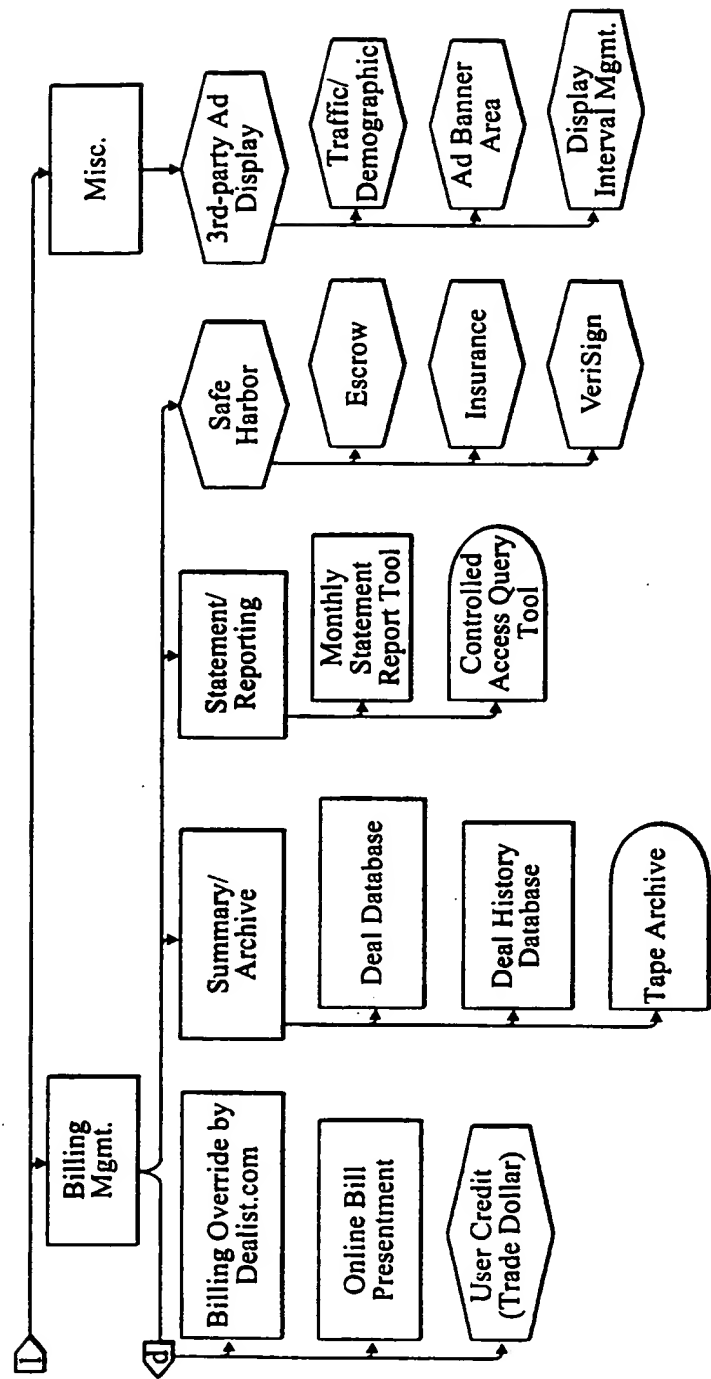 1
Billing
Mgmt.
Misc.
d
Billing Override by
Dealist.com
Online Bill
Presentment
User Credit
(Trade Dollar)
Summary/
Archive
Deal Database
Deal History
Database
Tape Archive
Statement/
Reporting
Monthly
Statement
Report Tool
Controlled
Access Query
Tool
Safe
Harbor
Escrow
Insurance
VeriSign
3rd-party Ad
Display
Traffic/
Demographic
Ad Banner
Area
Display
Interval Mgmt.